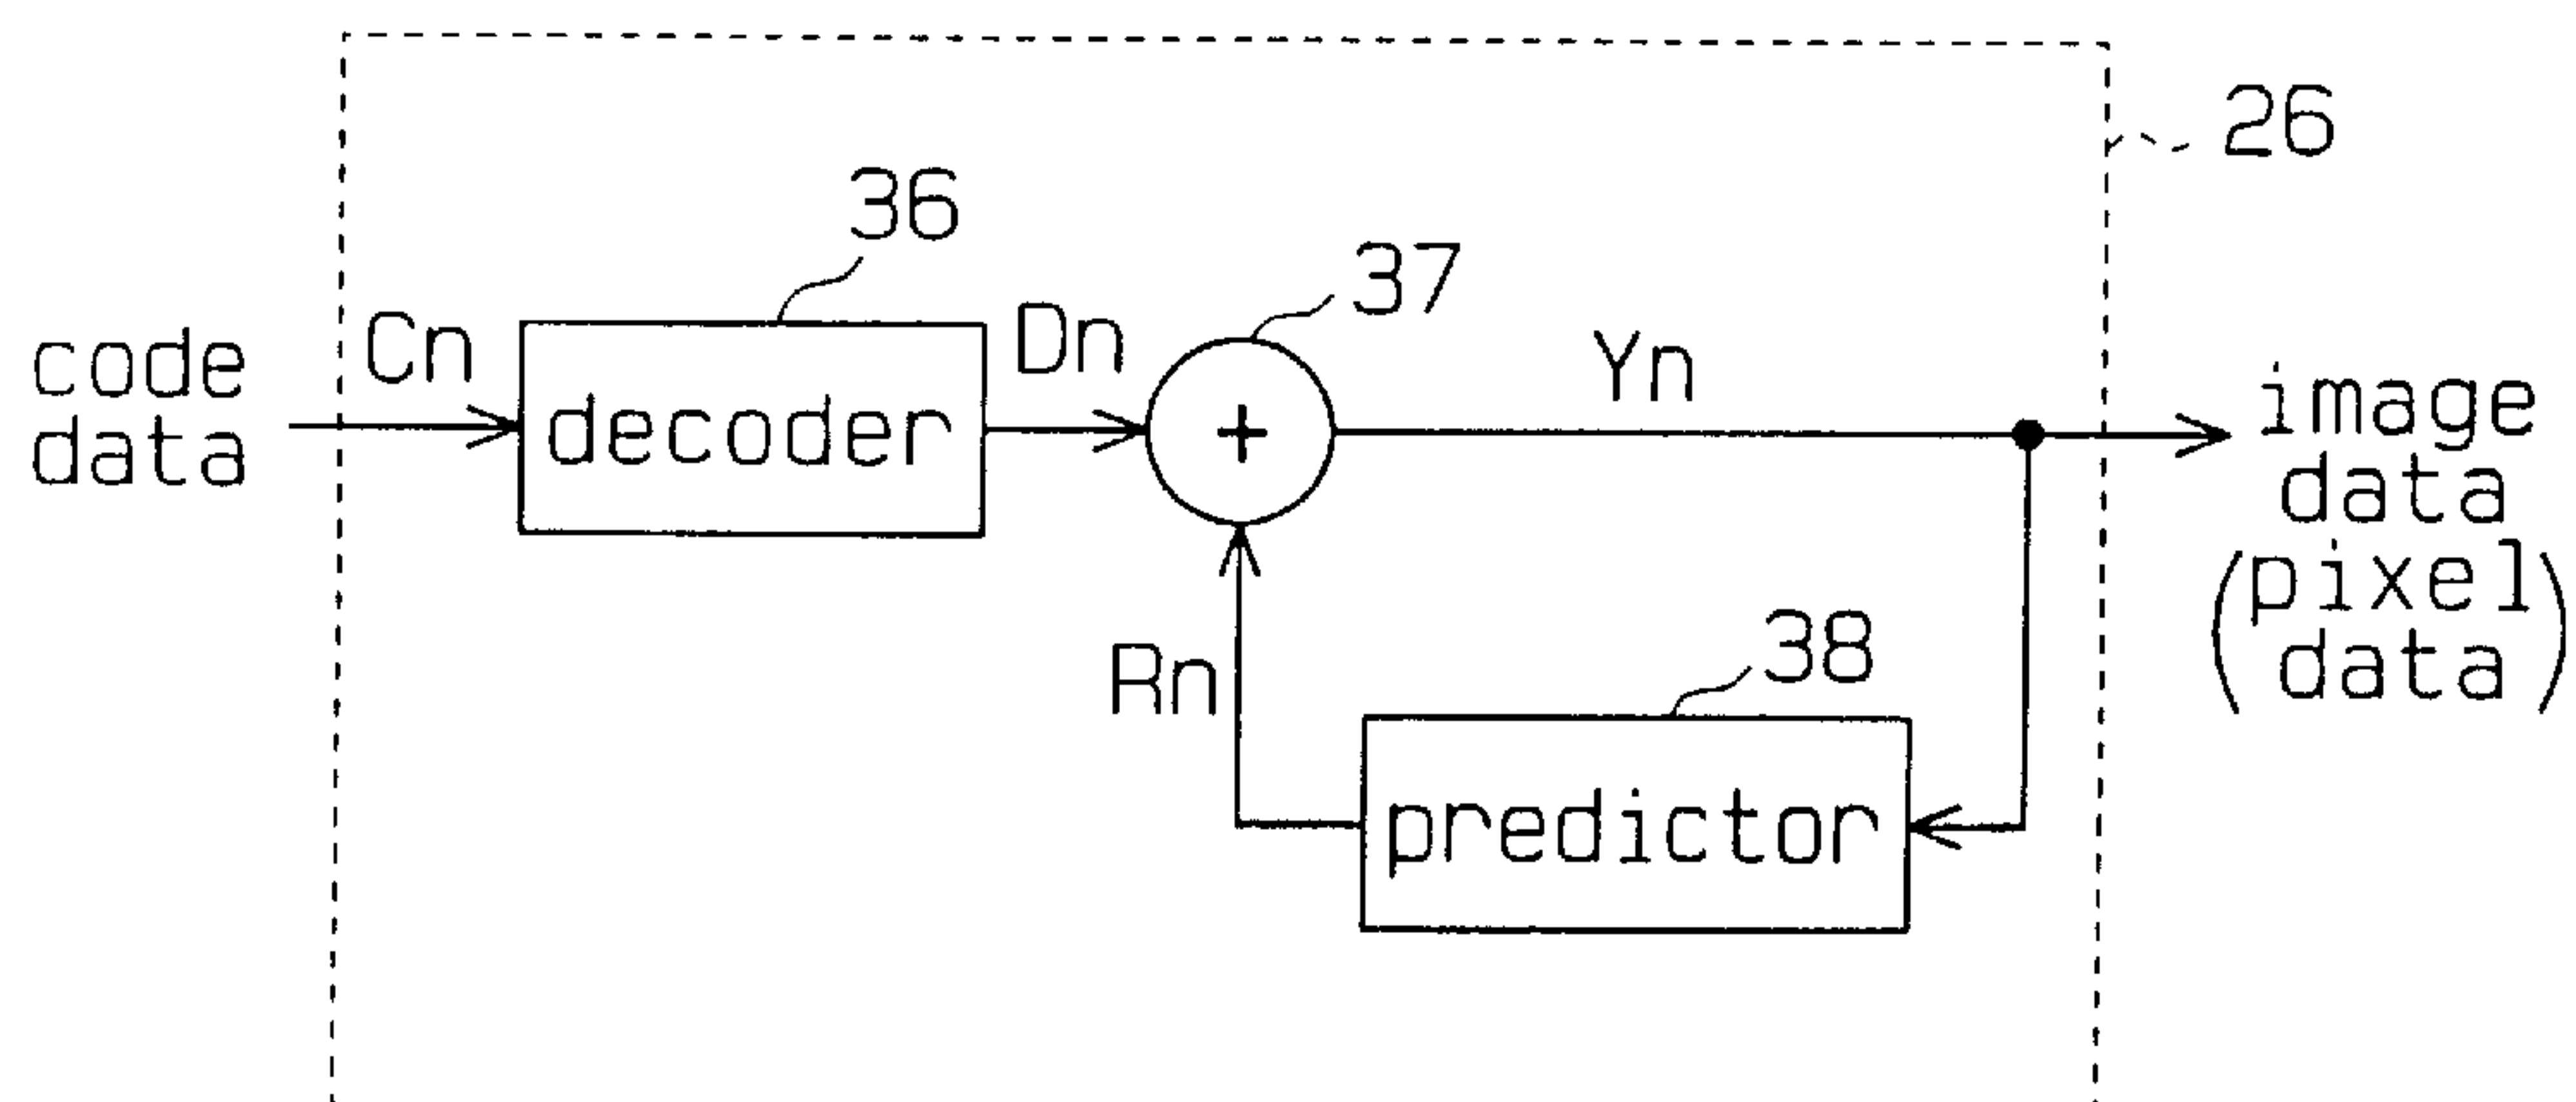 26
36
37
code
data
Cn
decoder
Dn
+
Yn
image
data
(pixel
data)
Rn
38
predictor